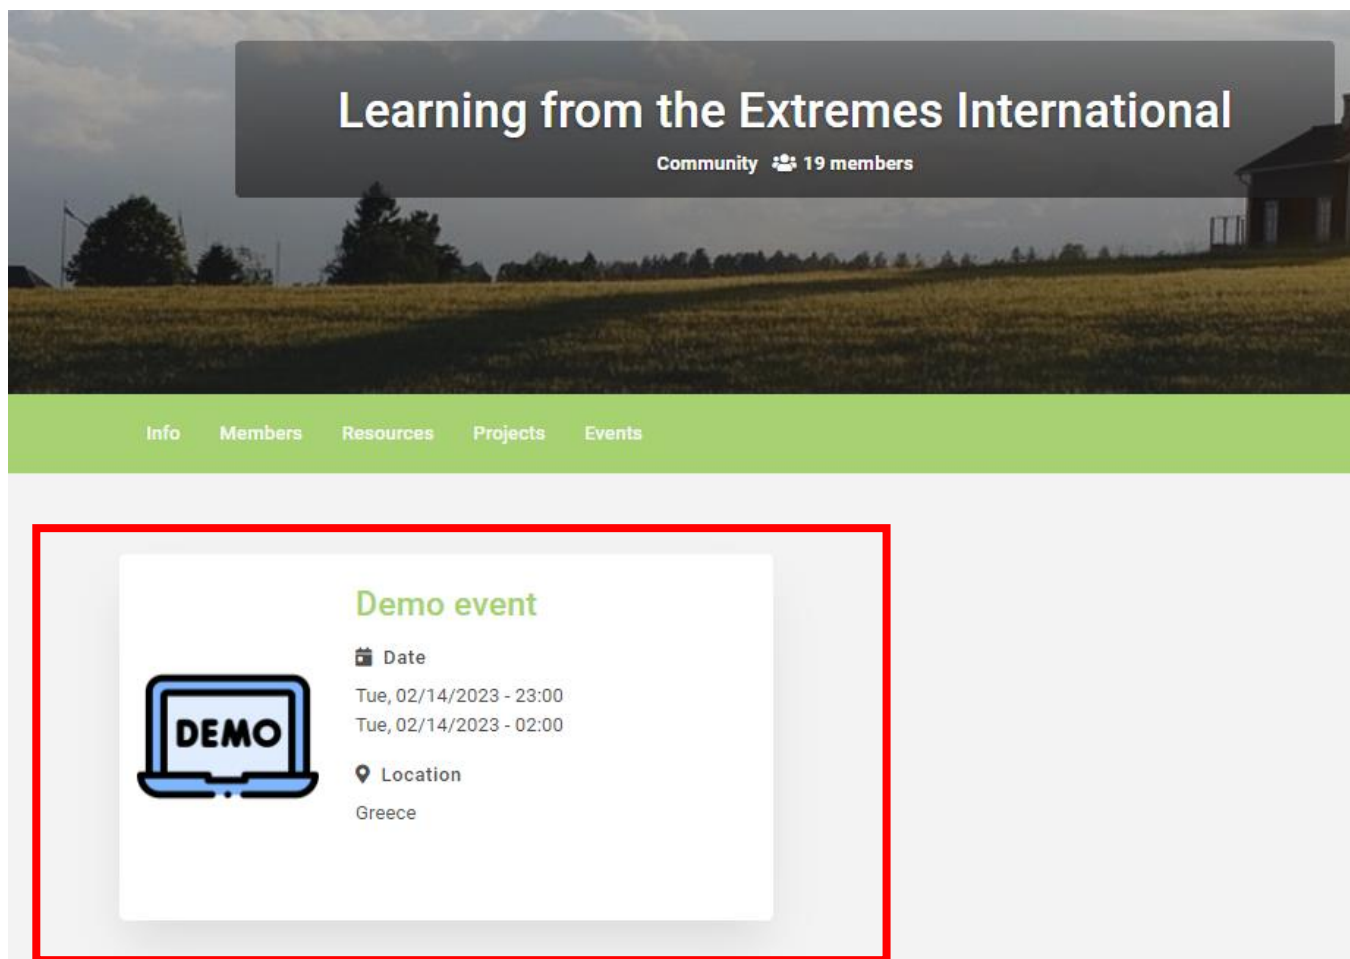 Learning from the Extremes International
Community 19 members
Info Members Resources Projects Events
Demo event
Date
Tue, 02/14/2023 - 23:00
Tue, 02/14/2023 - 02:00
DEMO
Location
Greece